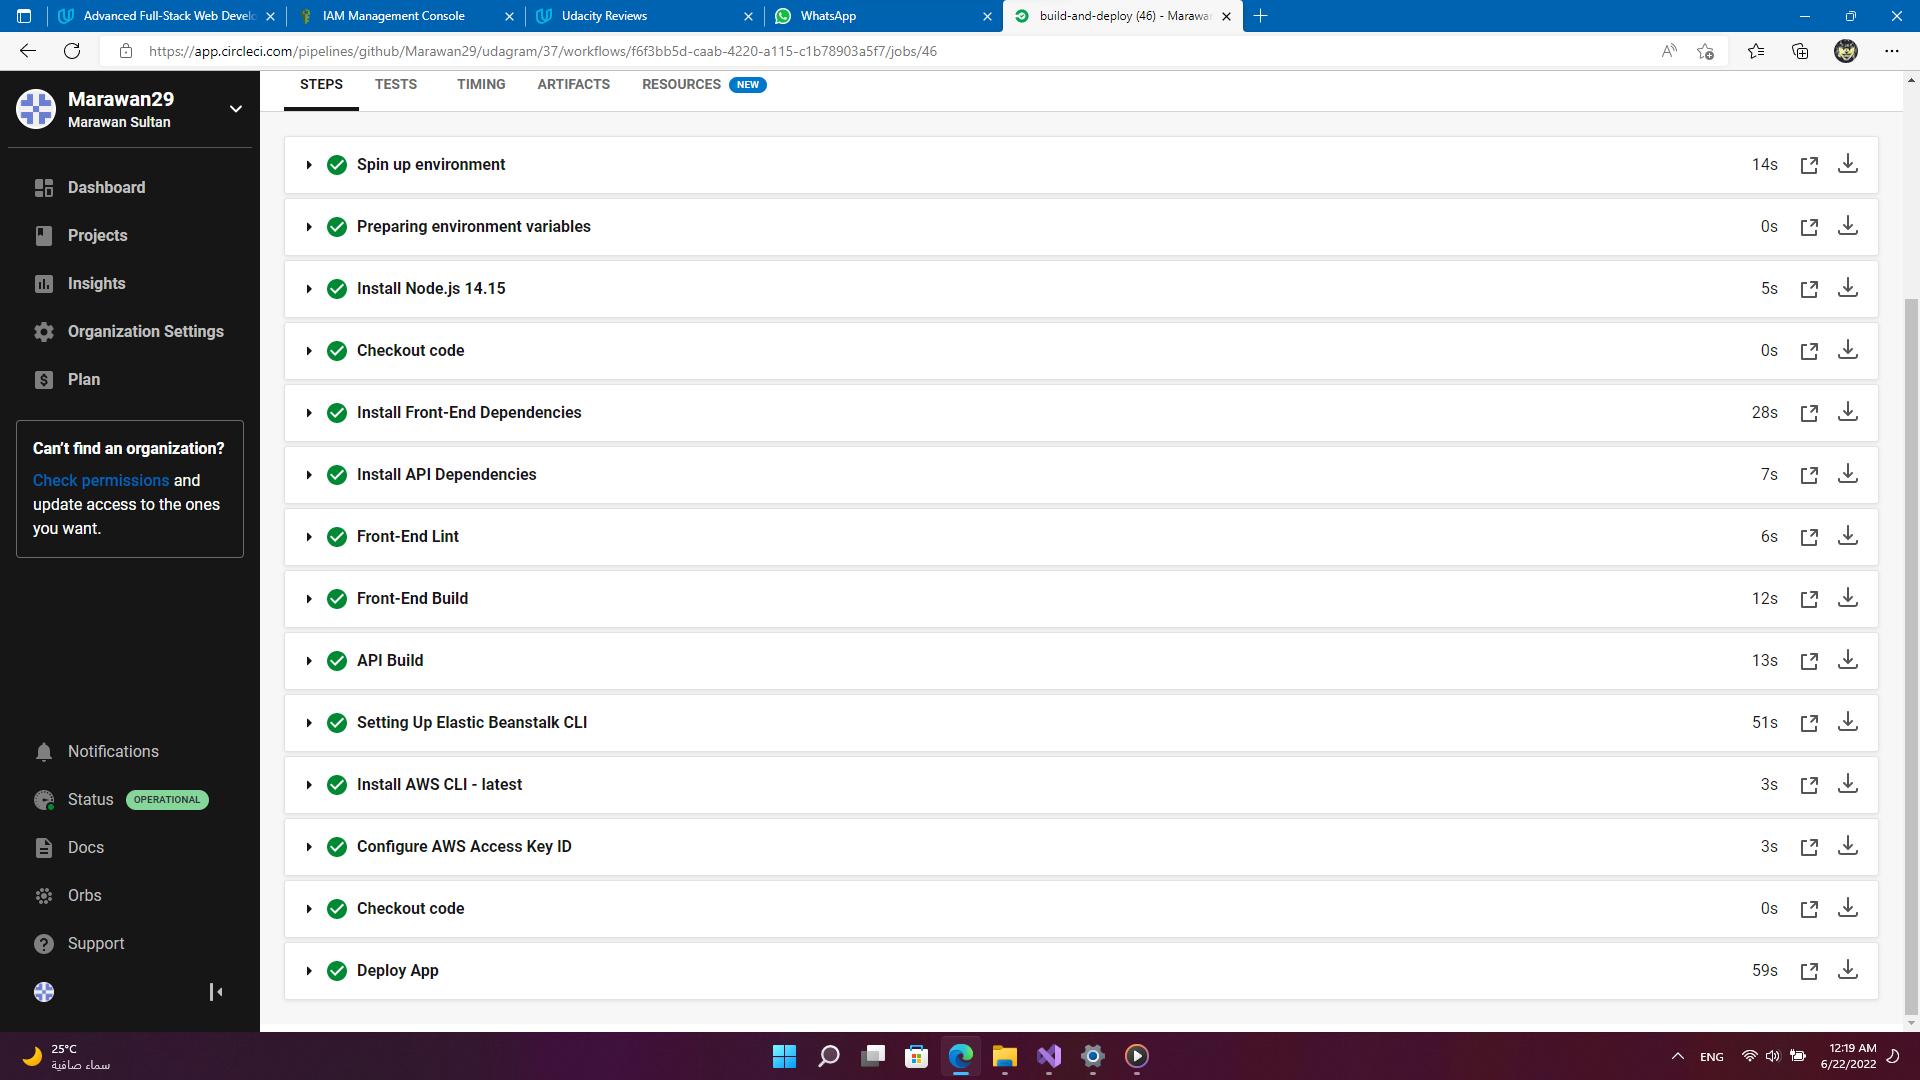 Advanced Full-Stack Web Develo
IAM Management Console
Udacity Reviews
WhatsApp
build-and-deploy (46) - Marawan
https://app.circleci.com/pipelines/github/Marawan29/udagram/37/workflows/f6f3bb5d-caab-4220-a115-c1b78903a5f7/jobs/46
Marawan29
Marawan Sultan
Dashboard
Projects
Insights
Organization Settings
Plan
Can't find an organization?
Check permissions and
update access to the ones
you want.
Notifications
Status OPERATIONAL
Docs
Orbs
Support
STEPS TESTS TIMING ARTIFACTS RESOURCES NEW
Spin up environment 14s
Preparing environment variables 0s
Install Node.js 14.15 5s
Checkout code 0s
Install Front-End Dependencies 28s
Install API Dependencies 7s
Front-End Lint 6s
Front-End Build 12s
API Build 13s
Setting Up Elastic Beanstalk CLI 51s
Install AWS CLI - latest 3s
Configure AWS Access Key ID 3s
Checkout code 0s
Deploy App 59s
25°C
سماء صافية
ENG
12:19 AM
6/22/2022